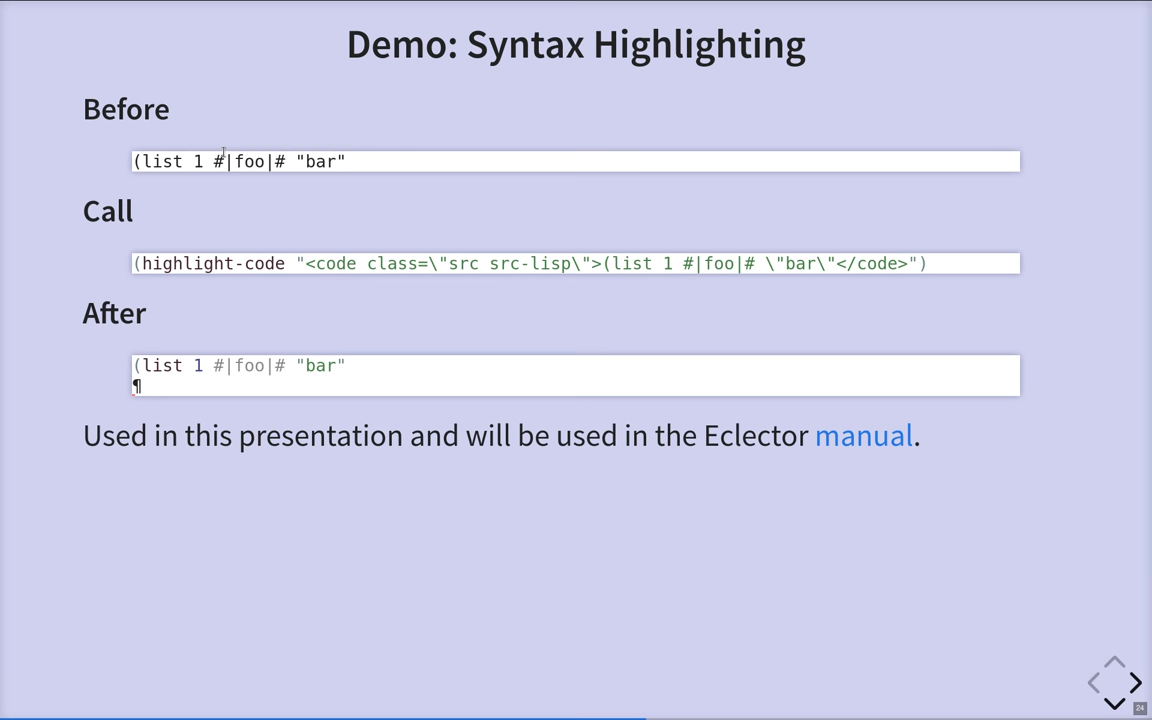 Demo: Syntax Highlighting
Before
(list 1 #|foo|# "bar"
Call
(highlight-code "<code class=\"src src-lisp\">(list 1 #|foo|# \"bar\"</code>")
After
(list 1 #|foo|# "bar"
¶
Used in this presentation and will be used in the Eclector manual.
24